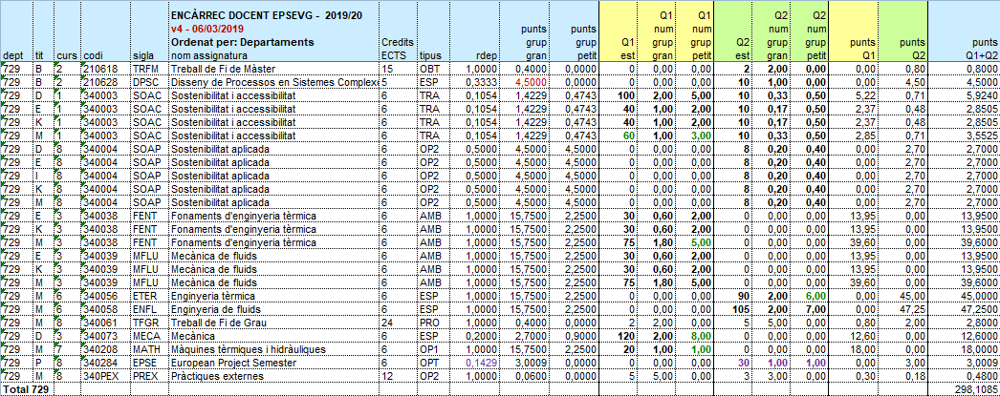 ENCÀRREC DOCENT EPSEVG - 2019/20 Q1 Q1 Q2 Q2
v4 - 06/03/2019 punts punts num num num num
Ordenat per: Departaments Credits grup grup Q1 grup grup Q2 grup grup punts punts punts
dept tit curs codi sigla nom assignatura ECTS tipus rdep gran petit est gran petit est gran petit Q1 Q2 Q1+Q2
729 B 2 210618 TRFM Treball de Fi de Màster 15 OBT 1,0000 0,4000 0,0000 0 0,00 0,00 2 2,00 0,00 0,00 0,80 0,8000
729 B 2 210628 DPSC Disseny de Processos en Sistemes Complexe 5 ESP 0,3333 4,5000 0,0000 0 0,00 0,00 10 1,00 0,00 0,00 4,50 4,5000
729 D 1 340003 SOAC Sostenibilitat i accessibilitat 6 TRA 0,1054 1,4229 0,4743 100 2,00 5,00 10 0,33 0,50 5,22 0,71 5,9240
729 E 1 340003 SOAC Sostenibilitat i accessibilitat 6 TRA 0,1054 1,4229 0,4743 40 1,00 2,00 10 0,17 0,50 2,37 0,48 2,8505
729 K 1 340003 SOAC Sostenibilitat i accessibilitat 6 TRA 0,1054 1,4229 0,4743 40 1,00 2,00 10 0,17 0,50 2,37 0,48 2,8505
729 M 1 340003 SOAC Sostenibilitat i accessibilitat 6 TRA 0,1054 1,4229 0,4743 60 1,00 3,00 10 0,33 0,50 2,85 0,71 3,5525
729 D 8 340004 SOAP Sostenibilitat aplicada 6 OP2 0,5000 4,5000 4,5000 0 0,00 0,00 8 0,20 0,40 0,00 2,70 2,7000
729 E 8 340004 SOAP Sostenibilitat aplicada 6 OP2 0,5000 4,5000 4,5000 0 0,00 0,00 8 0,20 0,40 0,00 2,70 2,7000
729 I 8 340004 SOAP Sostenibilitat aplicada 6 OP2 0,5000 4,5000 4,5000 0 0,00 0,00 8 0,20 0,40 0,00 2,70 2,7000
729 K 8 340004 SOAP Sostenibilitat aplicada 6 OP2 0,5000 4,5000 4,5000 0 0,00 0,00 8 0,20 0,40 0,00 2,70 2,7000
729 M 8 340004 SOAP Sostenibilitat aplicada 6 OP2 0,5000 4,5000 4,5000 0 0,00 0,00 8 0,20 0,40 0,00 2,70 2,7000
729 E 3 340038 FENT Fonaments d'enginyeria tèrmica 6 AMB 1,0000 15,7500 2,2500 30 0,60 2,00 0 0,00 0,00 13,95 0,00 13,9500
729 K 3 340038 FENT Fonaments d'enginyeria tèrmica 6 AMB 1,0000 15,7500 2,2500 30 0,60 2,00 0 0,00 0,00 13,95 0,00 13,9500
729 M 3 340038 FENT Fonaments d'enginyeria tèrmica 6 AMB 1,0000 15,7500 2,2500 75 1,80 5,00 0 0,00 0,00 39,60 0,00 39,6000
729 E 3 340039 MFLU Mecànica de fluids 6 AMB 1,0000 15,7500 2,2500 30 0,60 2,00 0 0,00 0,00 13,95 0,00 13,9500
729 K 3 340039 MFLU Mecànica de fluids 6 AMB 1,0000 15,7500 2,2500 30 0,60 2,00 0 0,00 0,00 13,95 0,00 13,9500
729 M 3 340039 MFLU Mecànica de fluids 6 AMB 1,0000 15,7500 2,2500 75 1,80 5,00 0 0,00 0,00 39,60 0,00 39,6000
729 M 6 340056 ETER Enginyeria tèrmica 6 ESP 1,0000 15,7500 2,2500 0 0,00 0,00 90 2,00 6,00 0,00 45,00 45,0000
729 M 6 340058 ENFL Enginyeria de fluids 6 ESP 1,0000 15,7500 2,2500 0 0,00 0,00 105 2,00 7,00 0,00 47,25 47,2500
729 M 8 340061 TFGR Treball de Fi de Grau 24 PRO 1,0000 0,4000 0,0000 2 2,00 0,00 5 5,00 0,00 0,80 2,00 2,8000
729 D 3 340073 MECA Mecànica 6 ESP 0,2000 2,7000 0,9000 120 2,00 8,00 0 0,00 0,00 12,60 0,00 12,6000
729 M 7 340208 MATH Màquines tèrmiques i hidràuliques 6 OP1 1,0000 15,7500 2,2500 20 1,00 1,00 0 0,00 0,00 18,00 0,00 18,0000
729 P 8 340284 EPSE European Project Semester 6 OPT 0,1429 3,0009 0,0000 0 0,00 0,00 30 1,00 1,00 0,00 3,00 3,0009
729 M 8 340PEX PREX Pràctiques externes 12 OP2 1,0000 0,0600 0,0000 5 5,00 0,00 3 3,00 0,00 0,30 0,18 0,4800
Total 729 298,1085